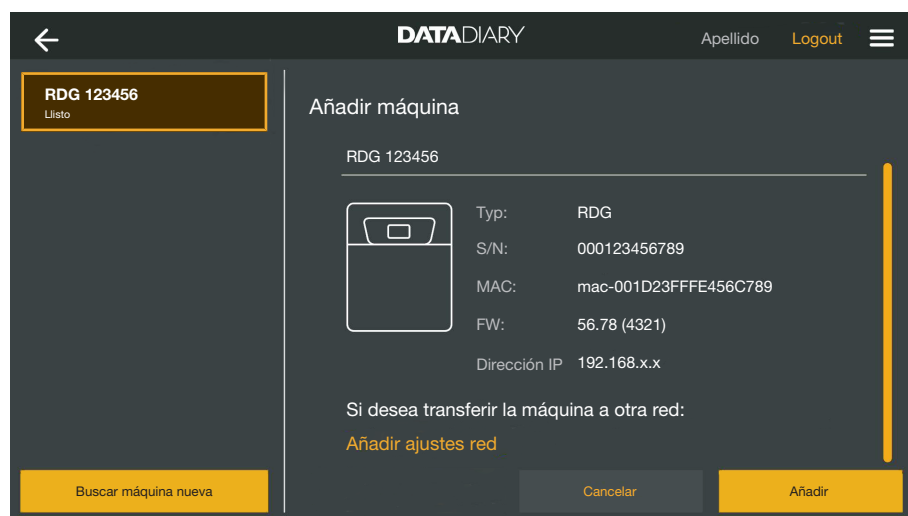 DATADIARY
Apellido Logout
RDG 123456
Llisto
Añadir máquina
RDG 123456
Typ: RDG
S/N: 000123456789
MAC: mac-001D23FFFE456C789
FW: 56.78 (4321)
Dirección IP 192.168.x.x
Si desea transferir la máquina a otra red:
Añadir ajustes red
Buscar máquina nueva
Cancelar
Añadir